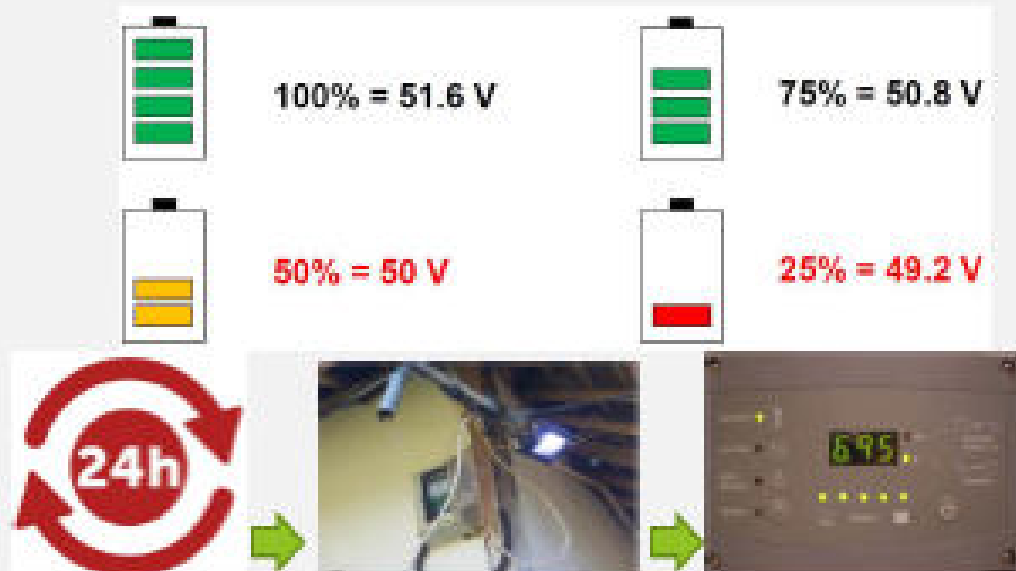 100% = 51.6 V
75% = 50.8 V
50% = 50 V
25% = 49.2 V
24h
695